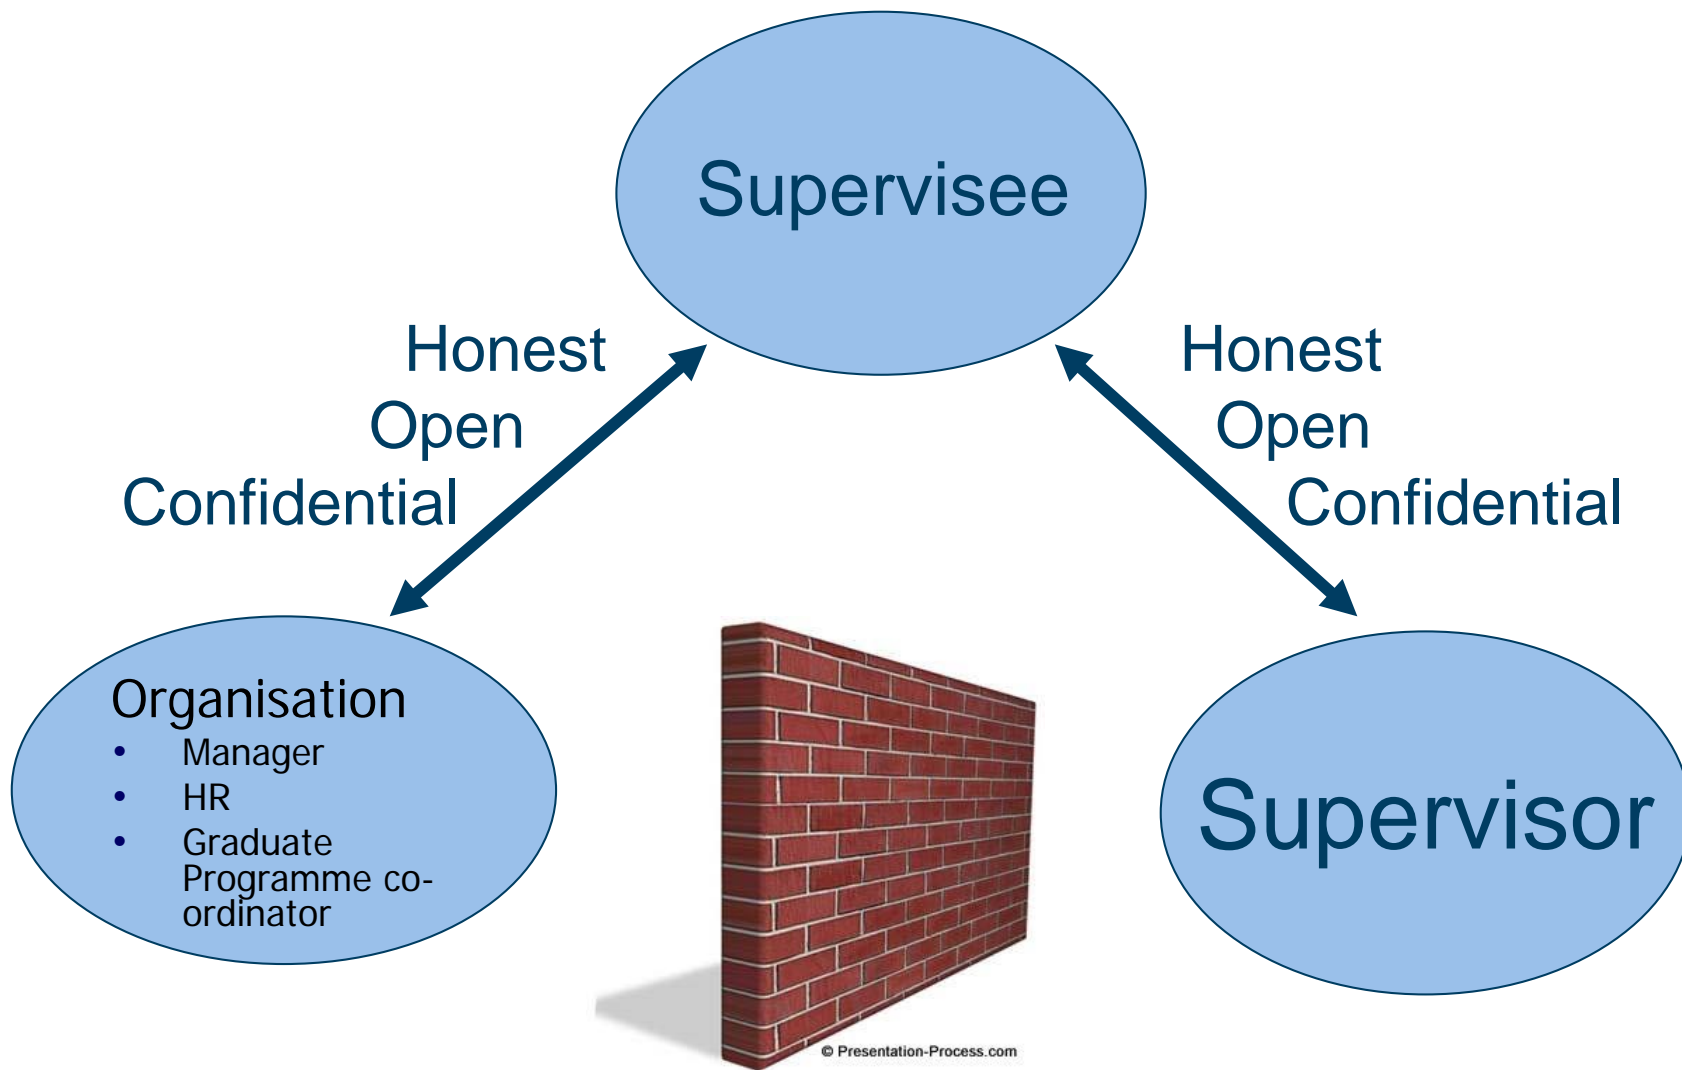 Supervisee
Honest
Open
Confidential
Honest
Open
Confidential
Organisation
• Manager
• HR
• Graduate
Programme co-
ordinator
Supervisor
© Presentation-Process.com